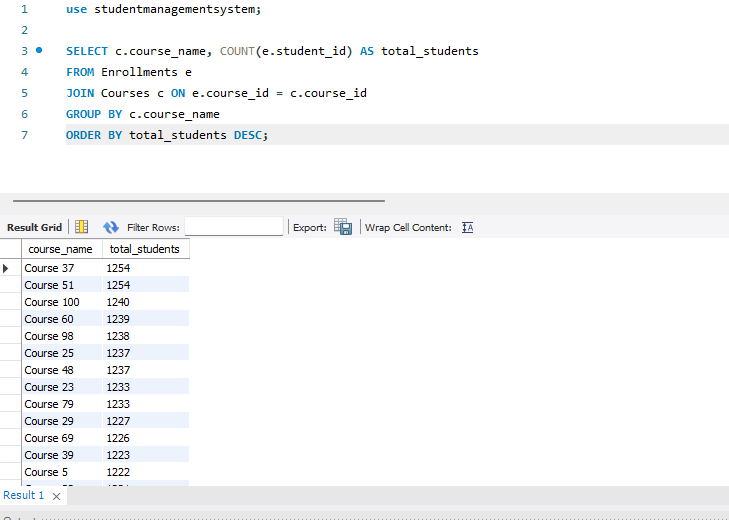 1 use studentmanagementsystem;
2
3 SELECT c.course_name, COUNT(e.student_id) AS total_students
4 FROM Enrollments e
5 JOIN Courses c ON e.course_id = c.course_id
6 GROUP BY c.course_name
7 ORDER BY total_students DESC;
Result Grid Filter Rows: Export: Wrap Cell Content:
course_name total_students
Course 37 1254
Course 51 1254
Course 100 1240
Course 60 1239
Course 98 1238
Course 25 1237
Course 48 1237
Course 23 1233
Course 79 1233
Course 29 1227
Course 69 1226
Course 39 1223
Course 5 1222
Result 1